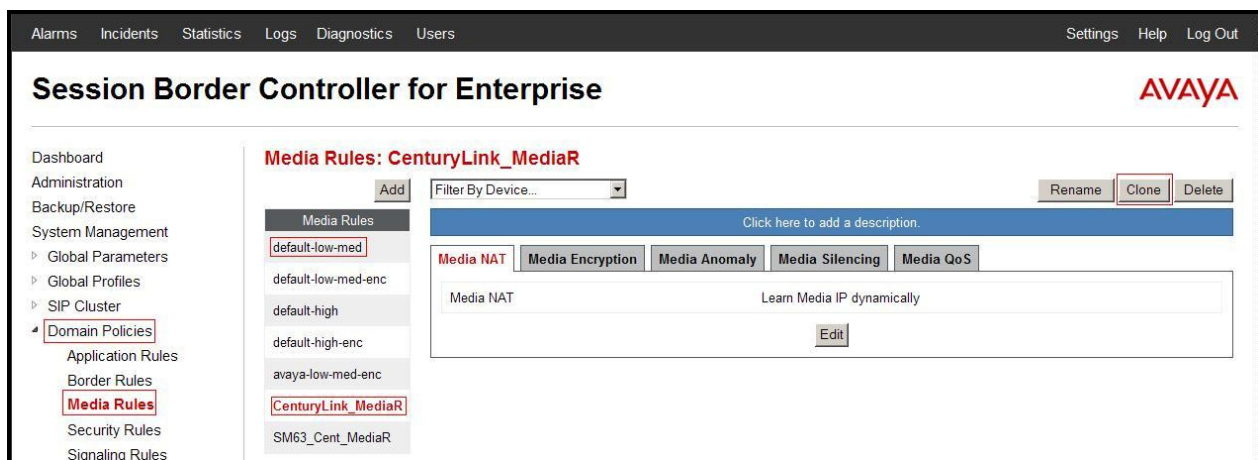 Alarms Incidents Statistics Logs Diagnostics Users Settings Help Log Out
Session Border Controller for Enterprise
AVAYA
Dashboard
Administration
Backup/Restore
System Management
Global Parameters
Global Profiles
SIP Cluster
Domain Policies
Application Rules
Border Rules
Media Rules
Security Rules
Signaling Rules
Media Rules: CenturyLink_MediaR
Add
Filter By Device...
Rename Clone Delete
Media Rules
default-low-med
default-low-med-enc
default-high
default-high-enc
avaya-low-med-enc
CenturyLink_MediaR
SM63_Cent_MediaR
Click here to add a description.
Media NAT Media Encryption Media Anomaly Media Silencing Media QoS
Media NAT Learn Media IP dynamically
Edit